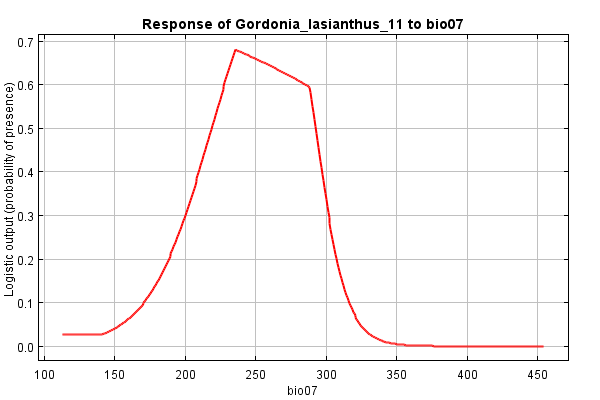 Response of Gordonia_lasianthus_11 to bio07
Logistic output (probability of presence)
0.7
0.6
0.5
0.4
0.3
0.2
0.1
0.0
100 150 200 250 300 350 400 450
bio07